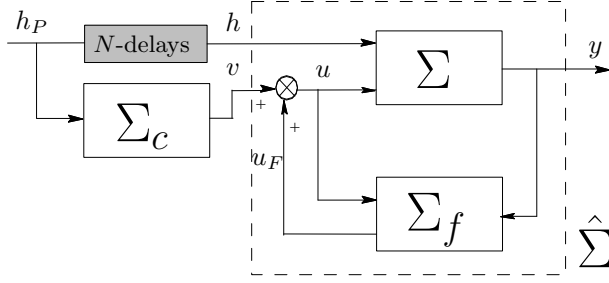 h_P
N-delays
h
Σ
y
v
u
Σ_c
+
+
u_F
Σ_f
Σ̂